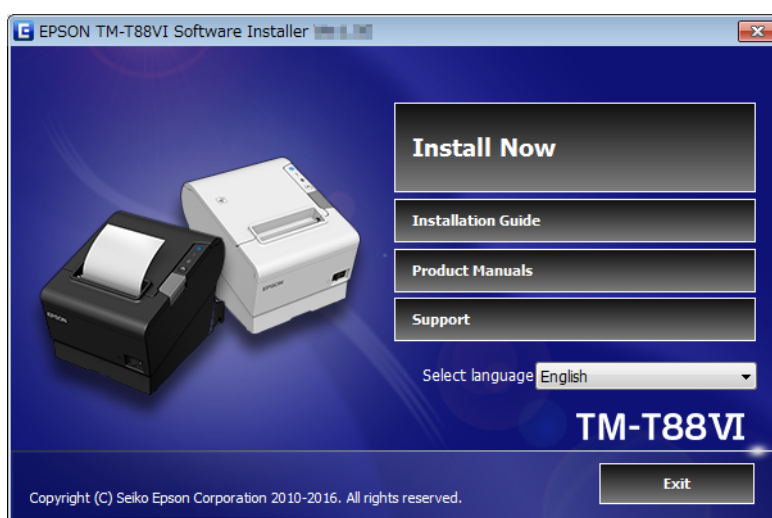 EPSON TM-T88VI Software Installer
Install Now
Installation Guide
Product Manuals
Support
Select language English
EPSON
EPSON
TM-T88VI
Exit
Copyright (C) Seiko Epson Corporation 2010-2016. All rights reserved.